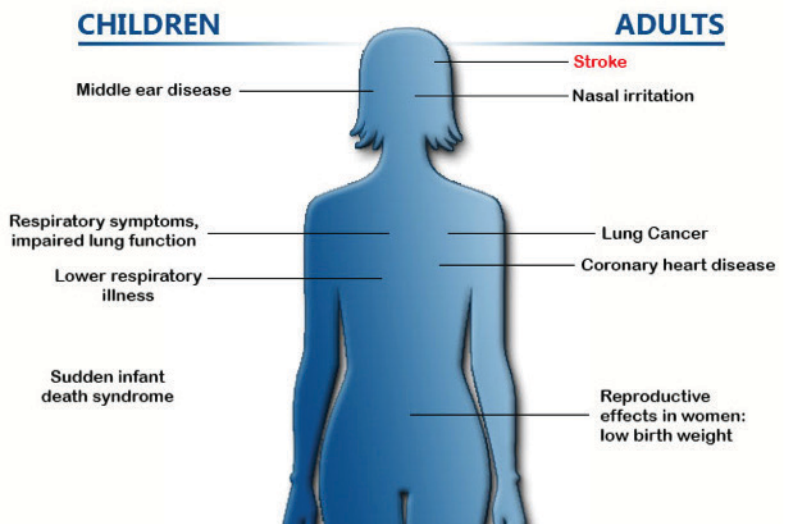 CHILDREN
ADULTS
Stroke
Middle ear disease
Nasal irritation
Respiratory symptoms,
impaired lung function
Lung Cancer
Coronary heart disease
Lower respiratory
illness
Sudden infant
death syndrome
Reproductive
effects in women:
low birth weight